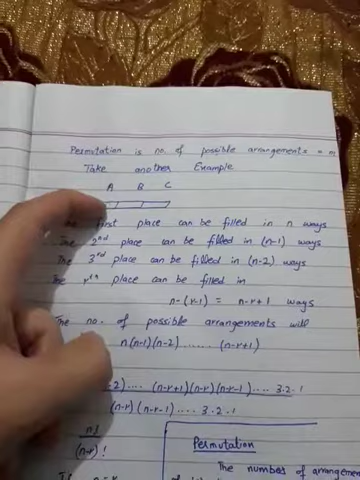 Permutation is no. of possible arrangements = m
Take another Example
A B C
first place can be filled in n ways
2nd place can be filled in (n-1) ways
The 3rd place can be filled in (n-2) ways
The rth place can be filled in
n-(r-1) = n-r+1 ways
The no. of possible arrangements will
n(n-1)(n-2) ...... (n-r+1)
-2) .... (n-r+1)(n-r)(n-r-1) .... 3.2.1
(n-r)(n-r-1) .... 3.2.1
n!
(n-r)!
Permutation
The numbers of arrangemen